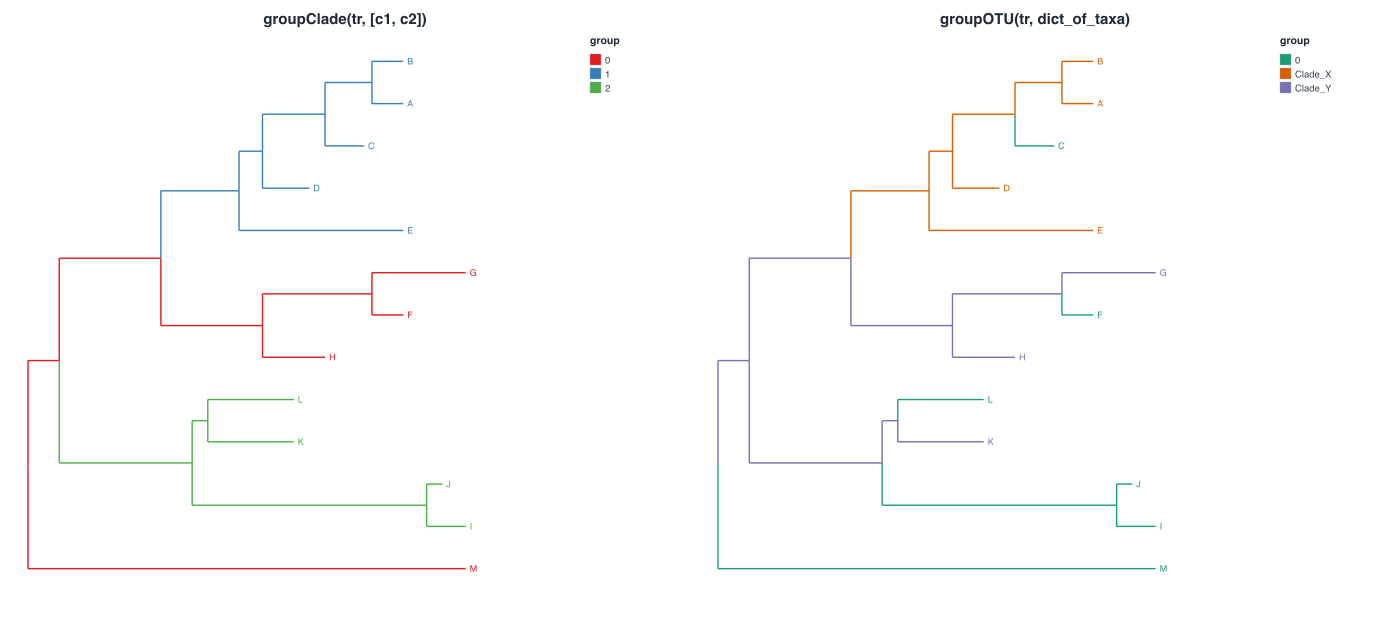 groupClade(tr, [c1, c2])
group
0
1
2
B
A
C
D
E
G
F
H
L
K
J
I
M
groupOTU(tr, dict_of_taxa)
group
0
Clade_X
Clade_Y
B
A
C
D
E
G
F
H
L
K
J
I
M